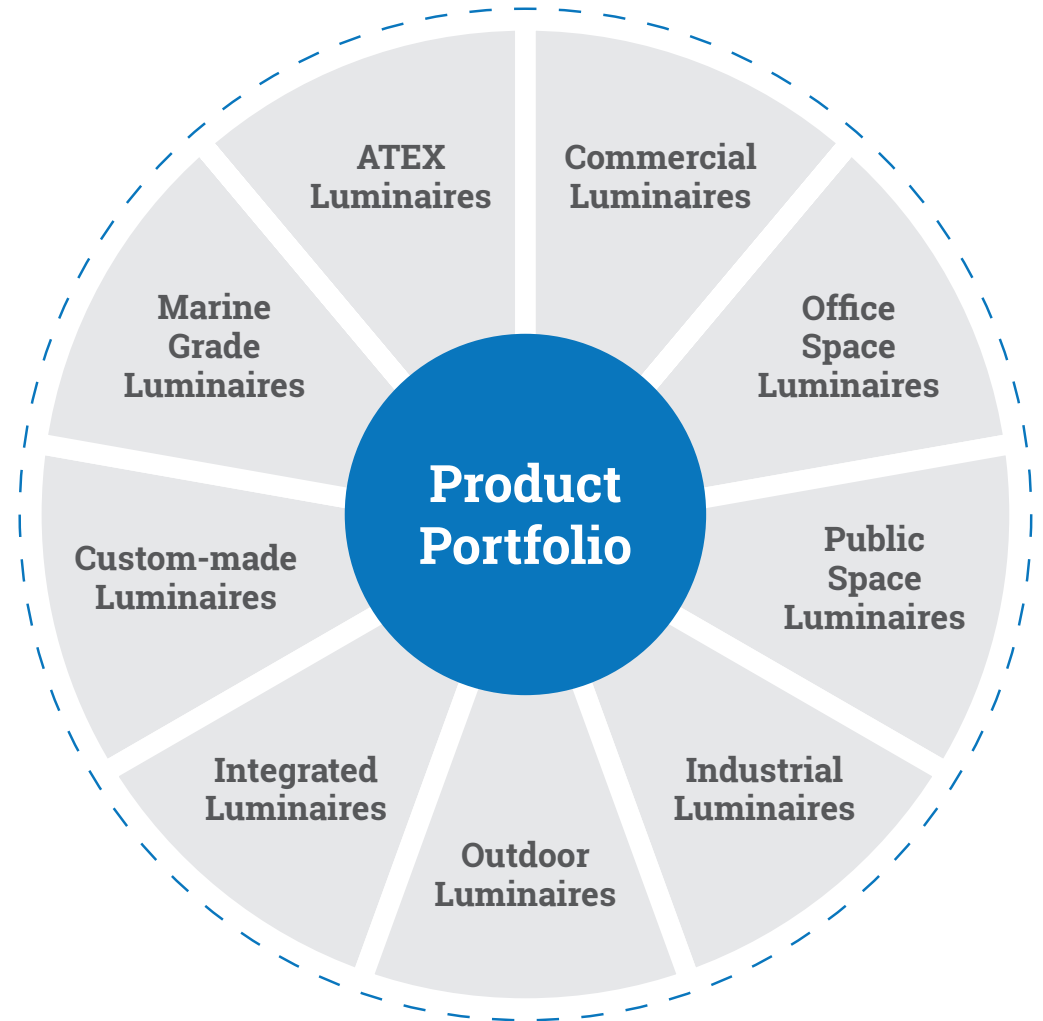 ATEX
Luminaires
Commercial
Luminaires
Marine
Grade
Luminaires
Office
Space
Luminaires
Product
Portfolio
Custom-made
Luminaires
Public
Space
Luminaires
Integrated
Luminaires
Industrial
Luminaires
Outdoor
Luminaires